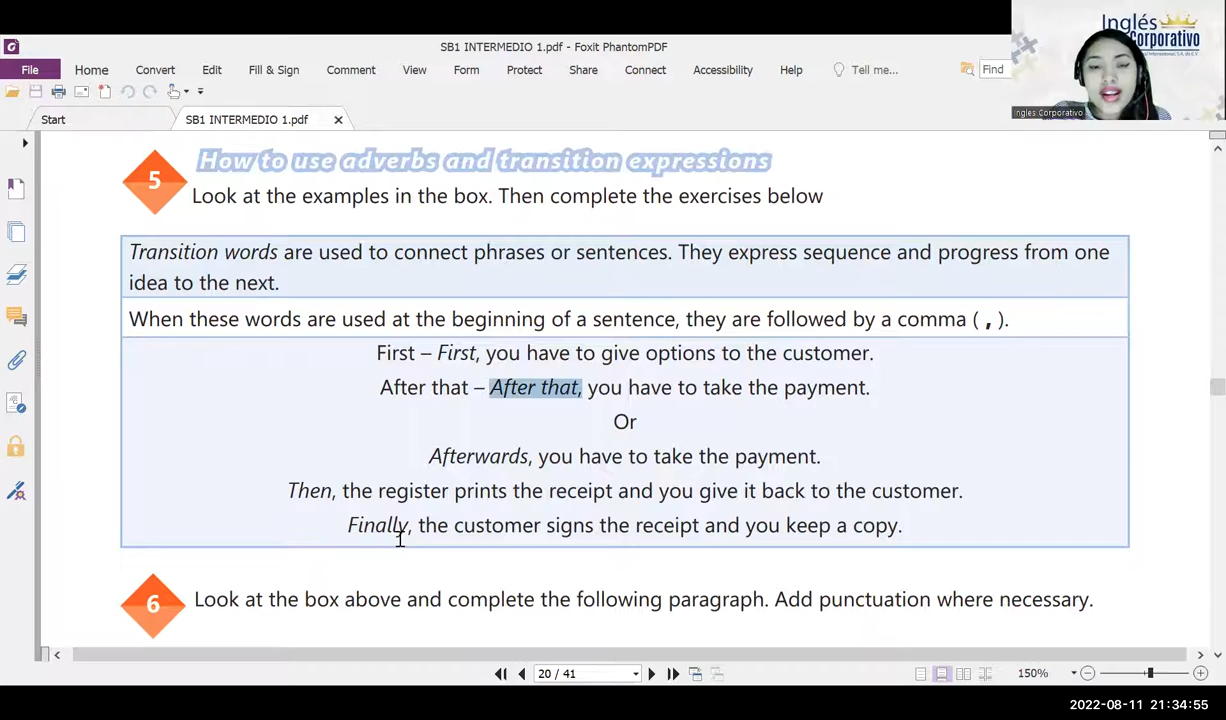 Inglés
Corporativo
Ingles Corporativo
SB1 INTERMEDIO 1.pdf - Foxit PhantomPDF
File Home Convert Edit Fill & Sign Comment View Form Protect Share Connect Accessibility Help Tell me... Find
Start SB1 INTERMEDIO 1.pdf
How to use adverbs and transition expressions
5
Look at the examples in the box. Then complete the exercises below
Transition words are used to connect phrases or sentences. They express sequence and progress from one
idea to the next.
When these words are used at the beginning of a sentence, they are followed by a comma ( , ).
First – First, you have to give options to the customer.
After that – After that, you have to take the payment.
Or
Afterwards, you have to take the payment.
Then, the register prints the receipt and you give it back to the customer.
Finally, the customer signs the receipt and you keep a copy.
6
Look at the box above and complete the following paragraph. Add punctuation where necessary.
20 / 41
150%
2022-08-11 21:34:55